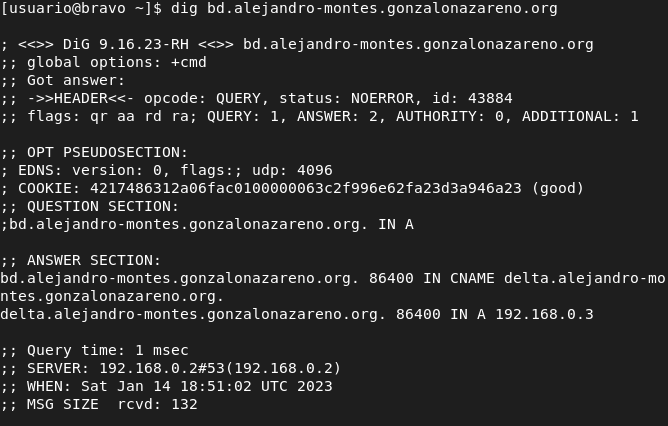 [usuario@bravo ~]$ dig bd.alejandro-montes.gonzalonazareno.org
; <<>> DiG 9.16.23-RH <<>> bd.alejandro-montes.gonzalonazareno.org
;; global options: +cmd
;; Got answer:
;; ->>HEADER<<- opcode: QUERY, status: NOERROR, id: 43884
;; flags: qr aa rd ra; QUERY: 1, ANSWER: 2, AUTHORITY: 0, ADDITIONAL: 1
;; OPT PSEUDOSECTION:
; EDNS: version: 0, flags:; udp: 4096
; COOKIE: 4217486312a06fac0100000063c2f996e62fa23d3a946a23 (good)
;; QUESTION SECTION:
;bd.alejandro-montes.gonzalonazareno.org. IN A
;; ANSWER SECTION:
bd.alejandro-montes.gonzalonazareno.org. 86400 IN CNAME delta.alejandro-mo
ntes.gonzalonazareno.org.
delta.alejandro-montes.gonzalonazareno.org. 86400 IN A 192.168.0.3
;; Query time: 1 msec
;; SERVER: 192.168.0.2#53(192.168.0.2)
;; WHEN: Sat Jan 14 18:51:02 UTC 2023
;; MSG SIZE  rcvd: 132